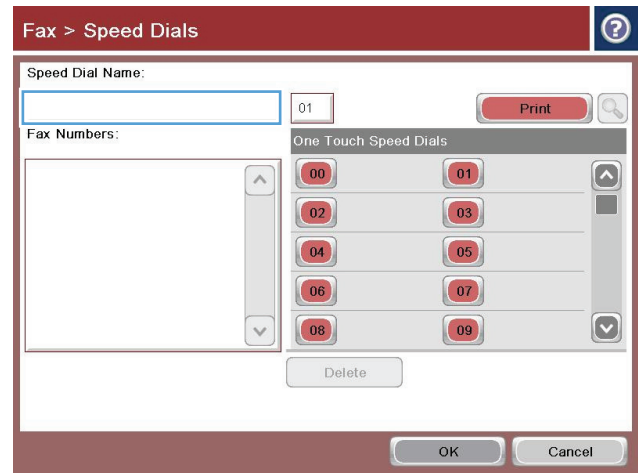 Fax > Speed Dials
?
Speed Dial Name:
01
Print
Fax Numbers:
One Touch Speed Dials
00 01
02 03
04 05
06 07
08 09
Delete
OK Cancel